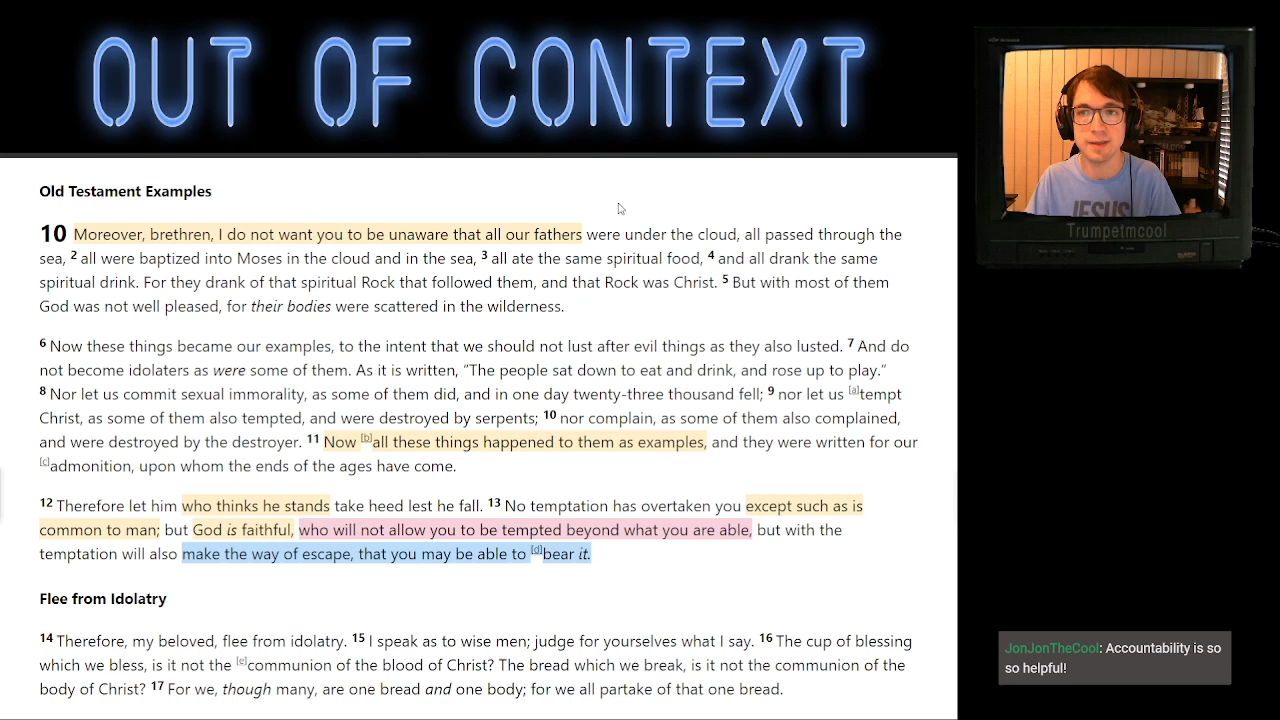 OUT OF CONTEXT
Old Testament Examples
10 Moreover, brethren, I do not want you to be unaware that all our fathers were under the cloud, all passed through the
sea, 2 all were baptized into Moses in the cloud and in the sea, 3 all ate the same spiritual food, 4 and all drank the same
spiritual drink. For they drank of that spiritual Rock that followed them, and that Rock was Christ. 5 But with most of them
God was not well pleased, for their bodies were scattered in the wilderness.
6 Now these things became our examples, to the intent that we should not lust after evil things as they also lusted. 7 And do
not become idolaters as were some of them. As it is written, “The people sat down to eat and drink, and rose up to play.”
8 Nor let us commit sexual immorality, as some of them did, and in one day twenty-three thousand fell; 9 nor let us [a]tempt
Christ, as some of them also tempted, and were destroyed by serpents; 10 nor complain, as some of them also complained,
and were destroyed by the destroyer. 11 Now [b]all these things happened to them as examples, and they were written for our
[c]admonition, upon whom the ends of the ages have come.
12 Therefore let him who thinks he stands take heed lest he fall. 13 No temptation has overtaken you except such as is
common to man; but God is faithful, who will not allow you to be tempted beyond what you are able, but with the
temptation will also make the way of escape, that you may be able to [d]bear it.
Flee from Idolatry
14 Therefore, my beloved, flee from idolatry. 15 I speak as to wise men; judge for yourselves what I say. 16 The cup of blessing
which we bless, is it not the [e]communion of the blood of Christ? The bread which we break, is it not the communion of the
body of Christ? 17 For we, though many, are one bread and one body; for we all partake of that one bread.
JESUS
Trumpetmcool
JonJonTheCool: Accountability is so
so helpful!